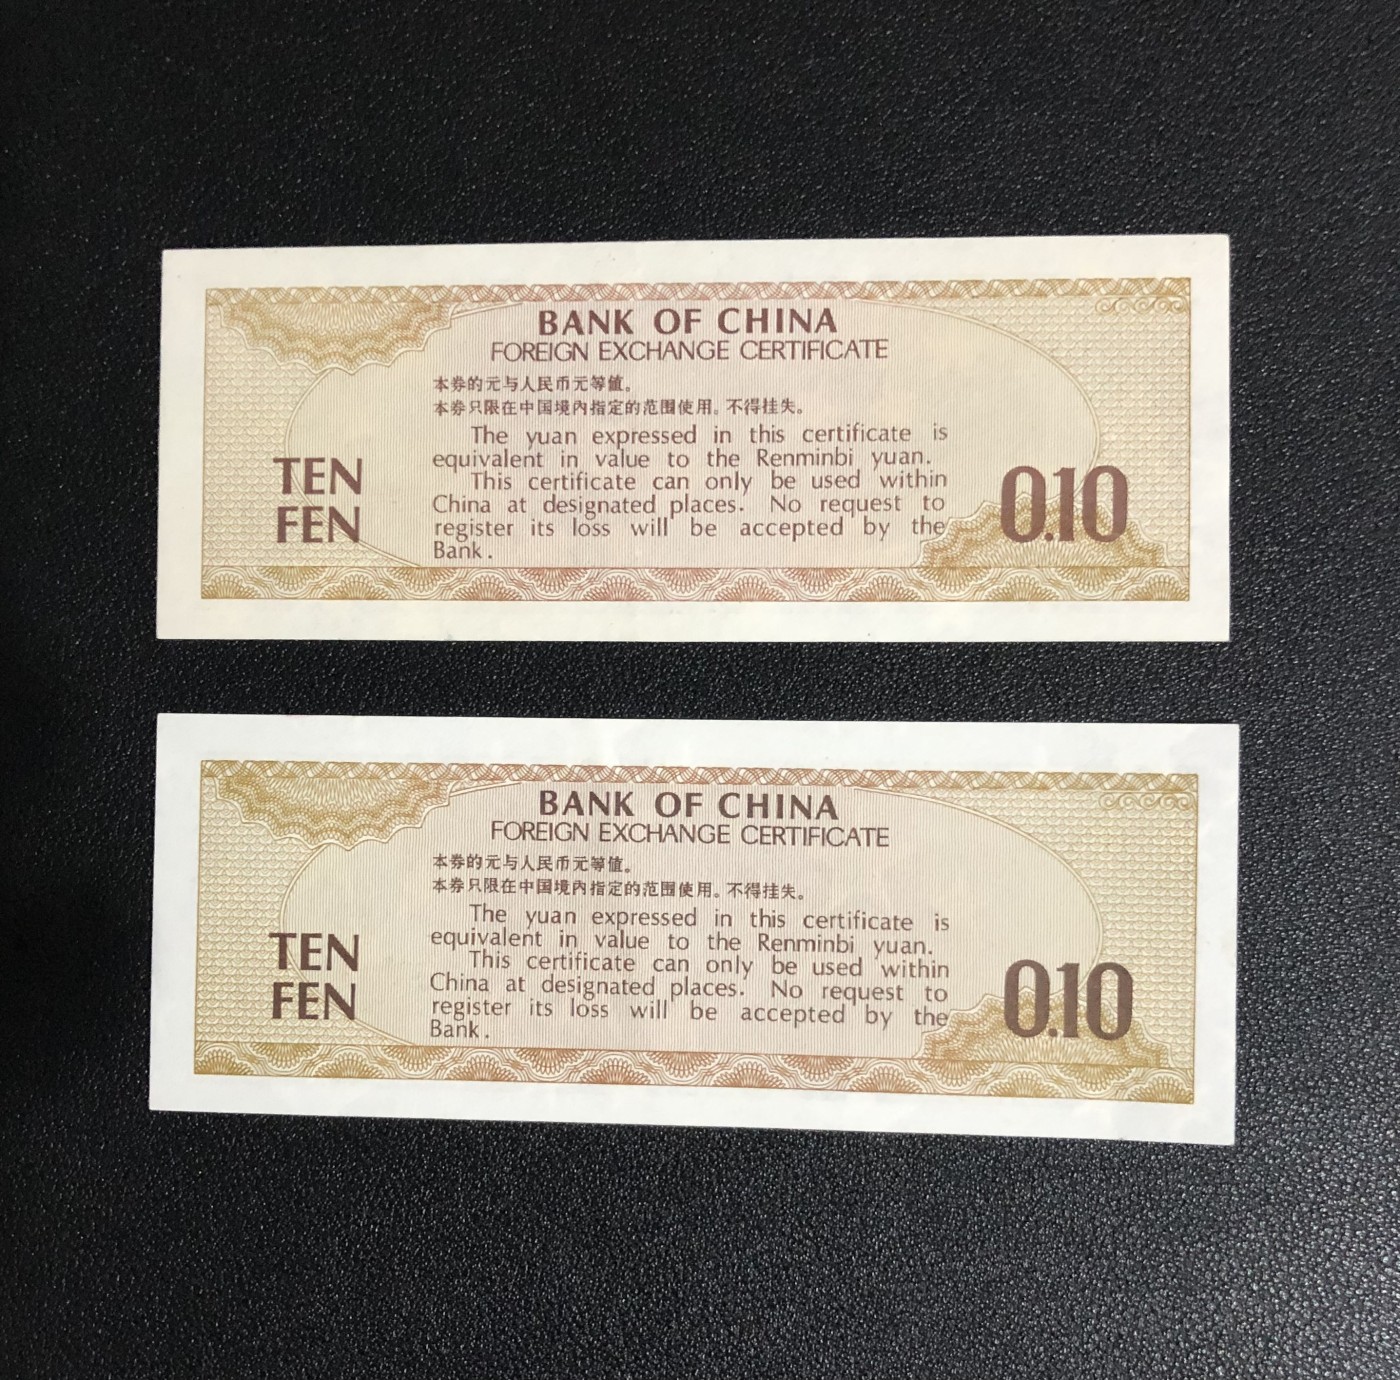 BANK OF CHINA
FOREIGN EXCHANGE CERTIFICATE
本券的元与人民币元等值。
本券只限在中国境内指定的范围使用。不得挂失。
The yuan expressed in this certificate is
equivalent in value to the Renminbi yuan.
This certificate can only be used within
China at designated places. No request to
register its loss will be accepted by the
Bank.
TEN
FEN
0.10
BANK OF CHINA
FOREIGN EXCHANGE CERTIFICATE
本券的元与人民币元等值。
本券只限在中国境内指定的范围使用。不得挂失。
The yuan expressed in this certificate is
equivalent in value to the Renminbi yuan.
This certificate can only be used within
China at designated places. No request to
register its loss will be accepted by the
Bank.
TEN
FEN
0.10